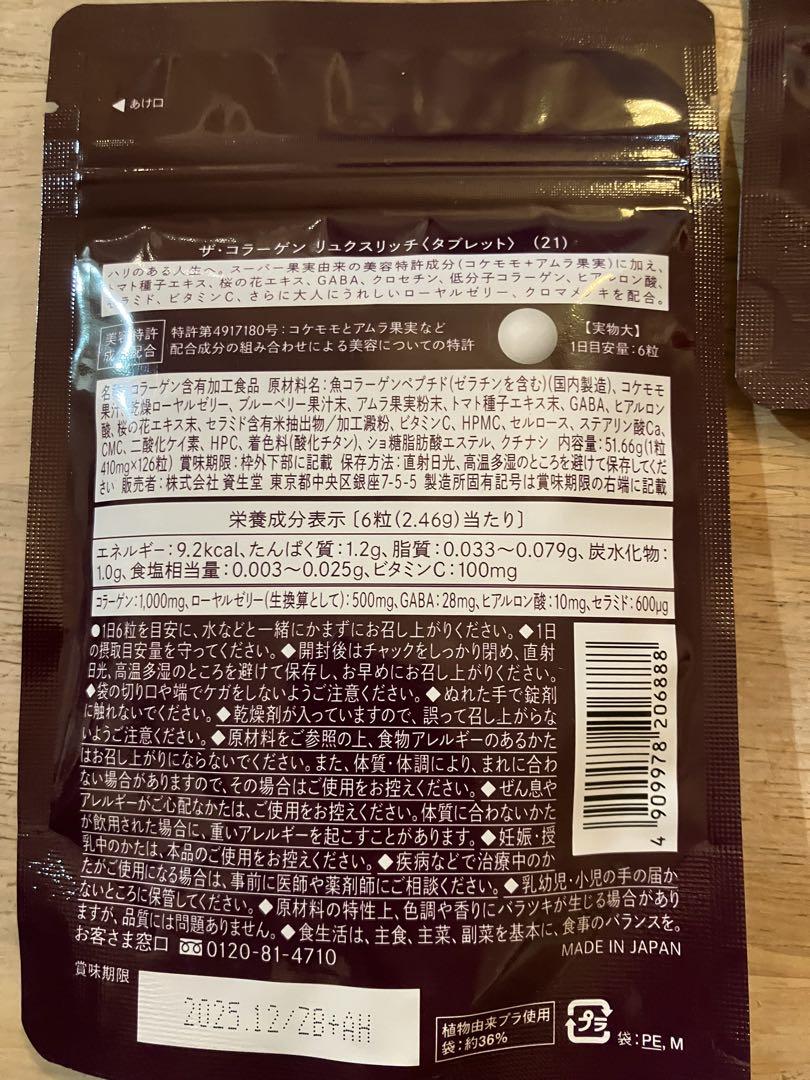 ◀あけ口
ザ・コラーゲン リュクスリッチ〈タブレット〉 (21)
ハリのある人生へ。スーパー果実由来の美容特許成分(コケモモ+アムラ果実)に加え、
トマト種子エキス、桜の花エキス、GABA、クロセチン、低分子コラーゲン、ヒアルロン酸、
ラミド、ビタミンC、さらに大人にうれしいローヤルゼリー、クロマメ キを配合。
美容特許
成分配合
特許第4917180号:コケモモとアムラ果実など
配合成分の組み合わせによる美容についての特許
【実物大】
1日目安量:6粒
名称:コラーゲン含有加工食品 原材料名:魚コラーゲンペプチド(ゼラチンを含む)(国内製造)、コケモモ
果汁 乾燥ローヤルゼリー、ブルーベリー果汁末、アムラ果実粉末、トマト種子エキス末、GABA、ヒアルロン
酸、桜の花エキス末、セラミド含有米抽出物/加工澱粉、ビタミンC、HPMC、セルロース、ステアリン酸Ca、
CMC、二酸化ケイ素、HPC、着色料(酸化チタン)、ショ糖脂肪酸エステル、クチナシ 内容量:51.66g(1粒
410mg×126粒) 賞味期限:枠外下部に記載 保存方法:直射日光、高温多湿のところを避けて保存してくだ
さい 販売者:株式会社 資生堂 東京都中央区銀座7-5-5 製造所固有記号は賞味期限の右端に記載
栄養成分表示〔6粒(2.46g)当たり〕
エネルギー:9.2kcal、たんぱく質:1.2g、脂質:0.033～0.079g、炭水化物:
1.0g、食塩相当量:0.003～0.025g、ビタミンC:100mg
コラーゲン:1,000mg、ローヤルゼリー(生換算として):500mg、GABA:28mg、ヒアルロン酸:10mg、セラミド:600μg
●1日6粒を目安に、水などと一緒にかまずにお召し上がりください。◆1日
の摂取目安量を守ってください。◆開封後はチャックをしっかり閉め、直射
日光、高温多湿のところを避けて保存し、お早めにお召し上がりください。
◆袋の切り口や端でケガをしないようご注意ください。◆ぬれた手で錠剤
に触れないでください。◆乾燥剤が入っていますので、誤って召し上がらな
いようご注意ください。◆原材料をご参照の上、食物アレルギーのあるかた
はお召し上がりにならないでください。また、体質・体調により、まれに合わ
ない場合がありますので、その場合はご使用をお控えください。◆ぜん息や
アレルギーがご心配なかたは、ご使用をお控えください。体質に合わないかた
が飲用された場合に、重いアレルギーを起こすことがあります。◆妊娠・授
乳中のかたは、本品のご使用をお控えください。◆疾病などで治療中のか
たがご使用になる場合は、事前に医師や薬剤師にご相談ください。◆乳幼児・小児の手の届か
ないところに保管してください。◆原材料の特性上、色調や香りにバラツキが生じる場合があり
ますが、品質には問題ありません。◆食生活は、主食、主菜、副菜を基本に、食事のバランスを。
お客さま窓口 0120-81-4710
MADE IN JAPAN
4 909978 206888
賞味期限
2025.12/ZB+AH
植物由来プラ使用
袋:約36%
プラ
袋:PE, M